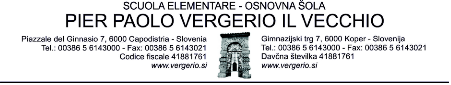 SCUOLA ELEMENTARE - OSNOVNA ŠOLA
PIER PAOLO VERGERIO IL VECCHIO
Piazzale del Ginnasio 7, 6000 Capodistria - Slovenia
Tel.: 00386 5 6143000 - Fax: 00386 5 6143021
Codice fiscale 41881761
www.vergerio.si
Gimnazijski trg 7, 6000 Koper - Slovenija
Tel.: 00386 5 6143000 - Fax: 00386 5 6143021
Davčna številka 41881761
www.vergerio.si